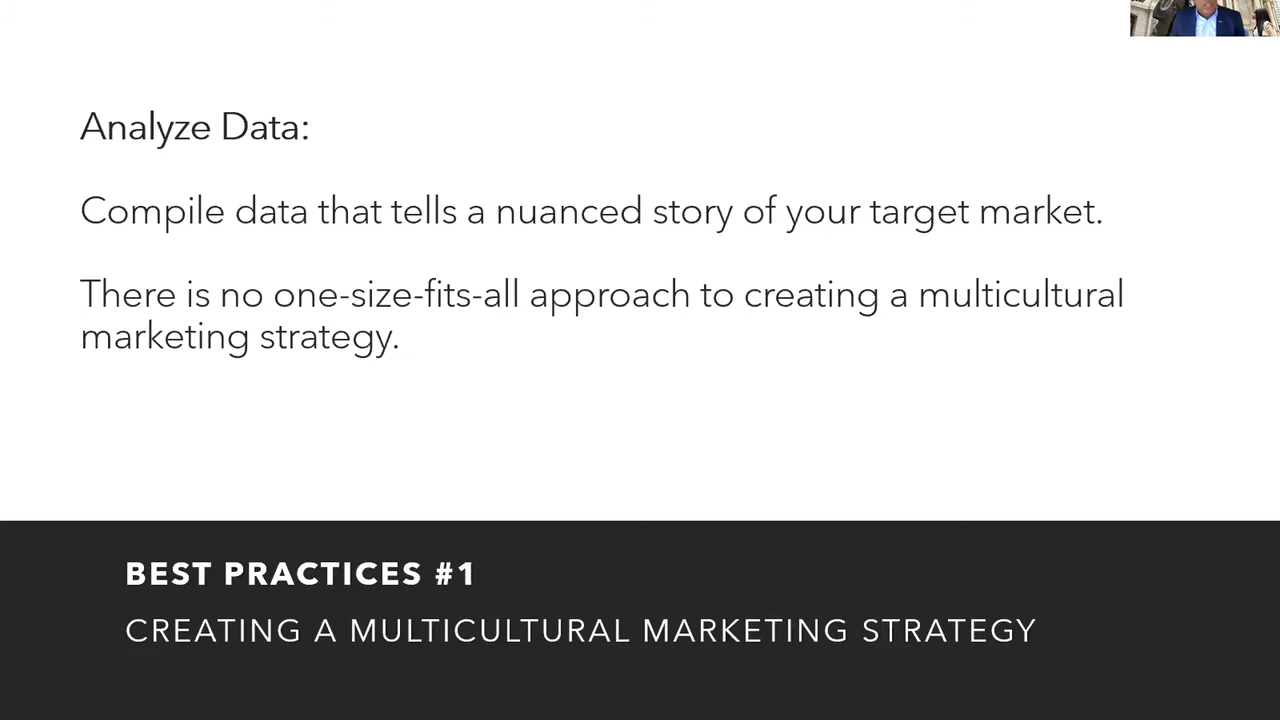 Analyze Data:
Compile data that tells a nuanced story of your target market.
There is no one-size-fits-all approach to creating a multicultural
marketing strategy.
BEST PRACTICES #1
CREATING A MULTICULTURAL MARKETING STRATEGY